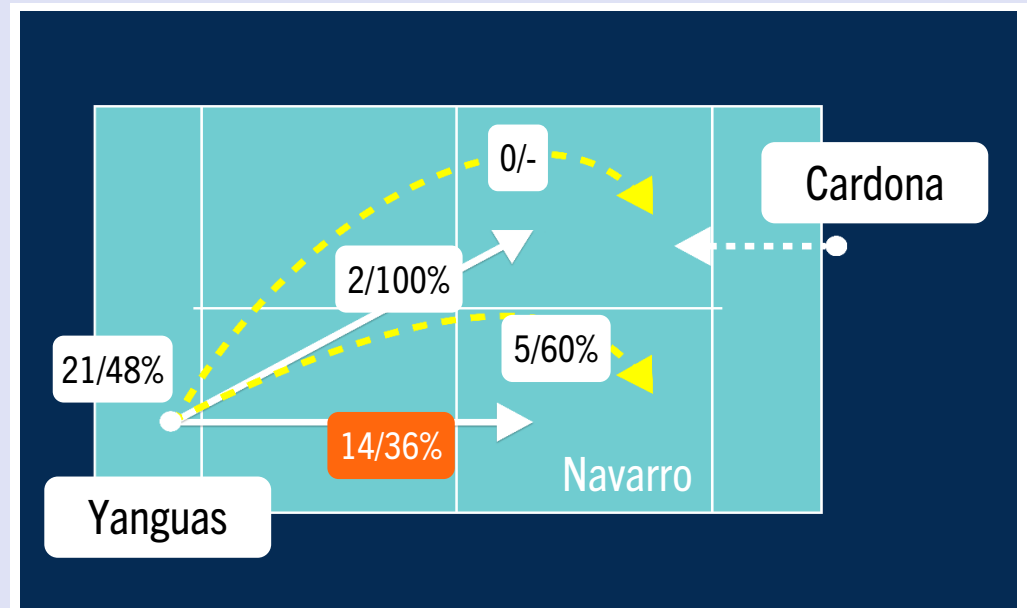 0/-
Cardona
2/100%
21/48%
5/60%
14/36%
Navarro
Yanguas